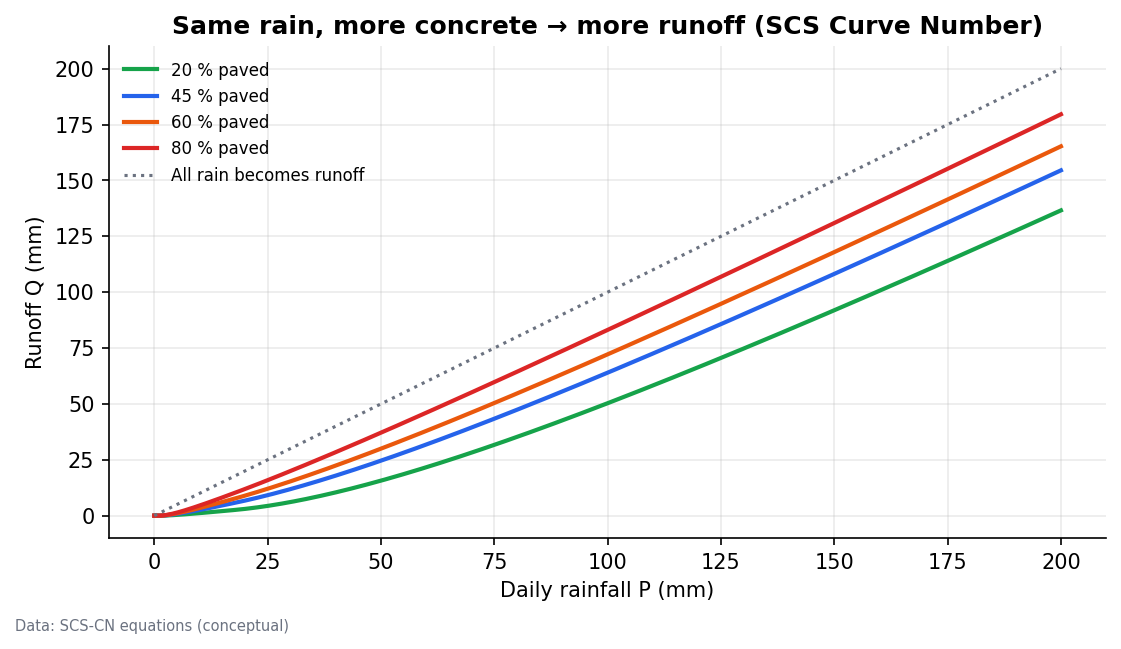 Same rain, more concrete → more runoff (SCS Curve Number)
20 % paved
45 % paved
60 % paved
80 % paved
All rain becomes runoff
Runoff Q (mm)
200
175
150
125
100
75
50
25
0
0 25 50 75 100 125 150 175 200
Daily rainfall P (mm)
Data: SCS-CN equations (conceptual)